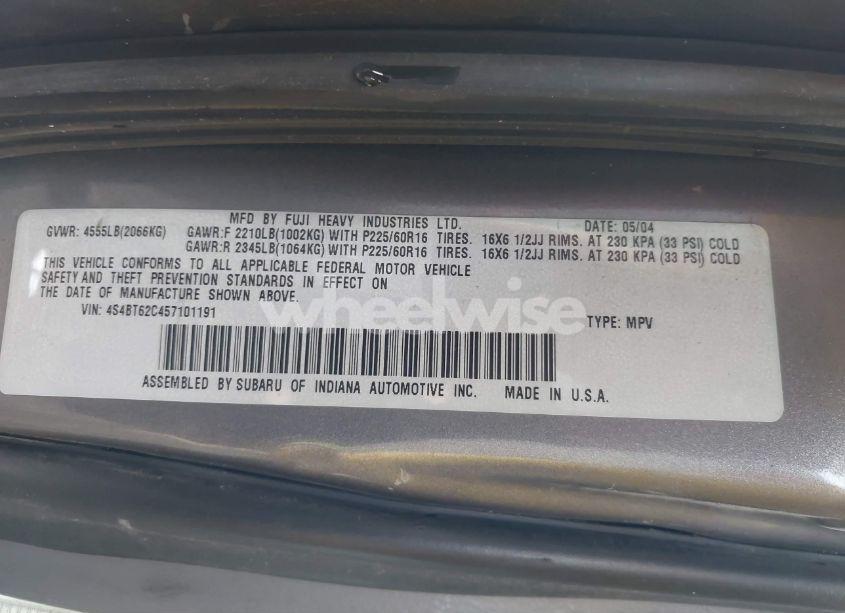 MFD BY FUJI HEAVY INDUSTRIES LTD. DATE: 05/04
GVWR: 4555LB(2066KG) GAWR:F 2210LB(1002KG) WITH P225/60R16 TIRES. 16X6 1/2JJ RIMS. AT 230 KPA (33 PSI) COLD
GAWR:R 2345LB(1064KG) WITH P225/60R16 TIRES. 16X6 1/2JJ RIMS. AT 230 KPA (33 PSI) COLD
THIS VEHICLE CONFORMS TO ALL APPLICABLE FEDERAL MOTOR VEHICLE
SAFETY AND THEFT PREVENTION STANDARDS IN EFFECT ON
THE DATE OF MANUFACTURE SHOWN ABOVE.
VIN: 4S4BT62C457101191 TYPE: MPV
wheelwise
ASSEMBLED BY SUBARU OF INDIANA AUTOMOTIVE INC. MADE IN U.S.A.